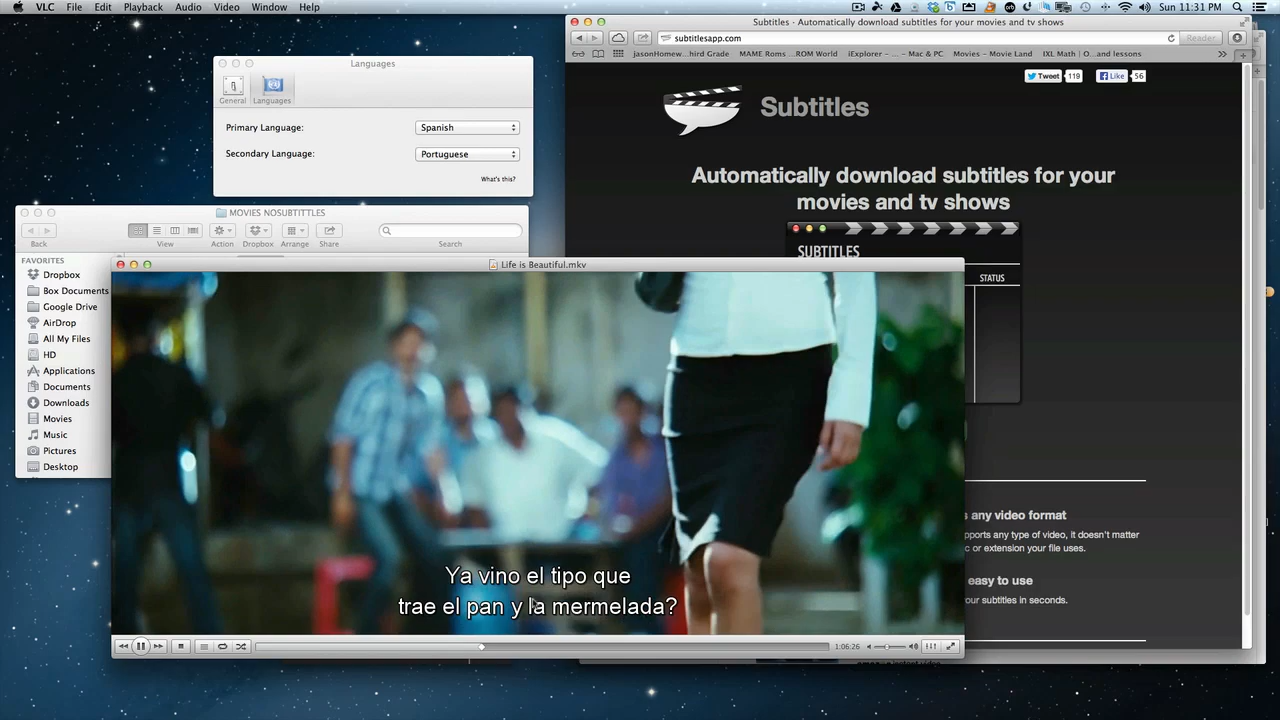 VLC File Edit Playback Audio Video Window Help
Sun 11:31 PM
Subtitles - Automatically download subtitles for your movies and tv shows
subtitlesapp.com
Reader
jasonHomew...hird Grade MAME Roms ...ROM World iExplorer - ... - Mac & PC Movies - Movie Land IXL Math | O...and lessons
Tweet 119 Like 56
Subtitles
Automatically download subtitles for your
movies and tv shows
SUBTITLES
STATUS
s any video format
pports any type of video, it doesn't matter
c or extension your file uses.
easy to use
our subtitles in seconds.
Languages
General Languages
Primary Language: Spanish
Secondary Language: Portuguese
What's this?
MOVIES NOSUBTITTLES
Back View Action Dropbox Arrange Share Search
FAVORITES
Dropbox
Box Documents
Google Drive
AirDrop
All My Files
HD
Applications
Documents
Downloads
Movies
Music
Pictures
Desktop
Life is Beautiful.mkv
Ya vino el tipo que
trae el pan y la mermelada?
1:06:26